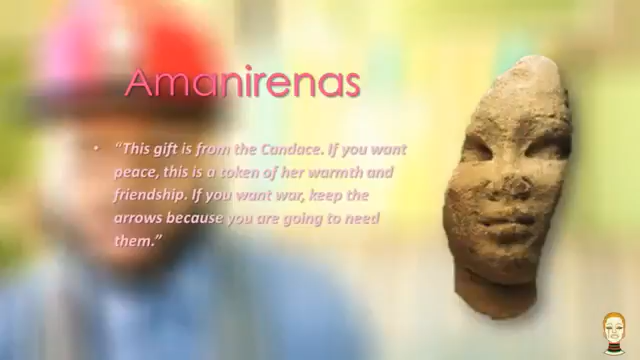 Amanirenas
• “This gift is from the Candace. If you want
peace, this is a token of her warmth and
friendship. If you want war, keep the
arrows because you are going to need
them.”